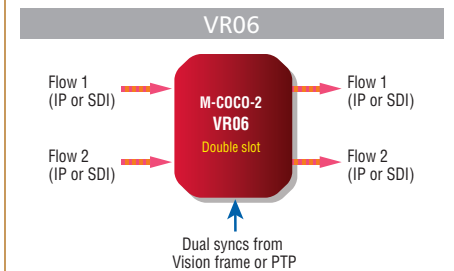 VR06
Flow 1
(IP or SDI)
M-COCO-2
VR06
Double slot
Flow 1
(IP or SDI)
Flow 2
(IP or SDI)
Flow 2
(IP or SDI)
Dual syncs from
Vision frame or PTP